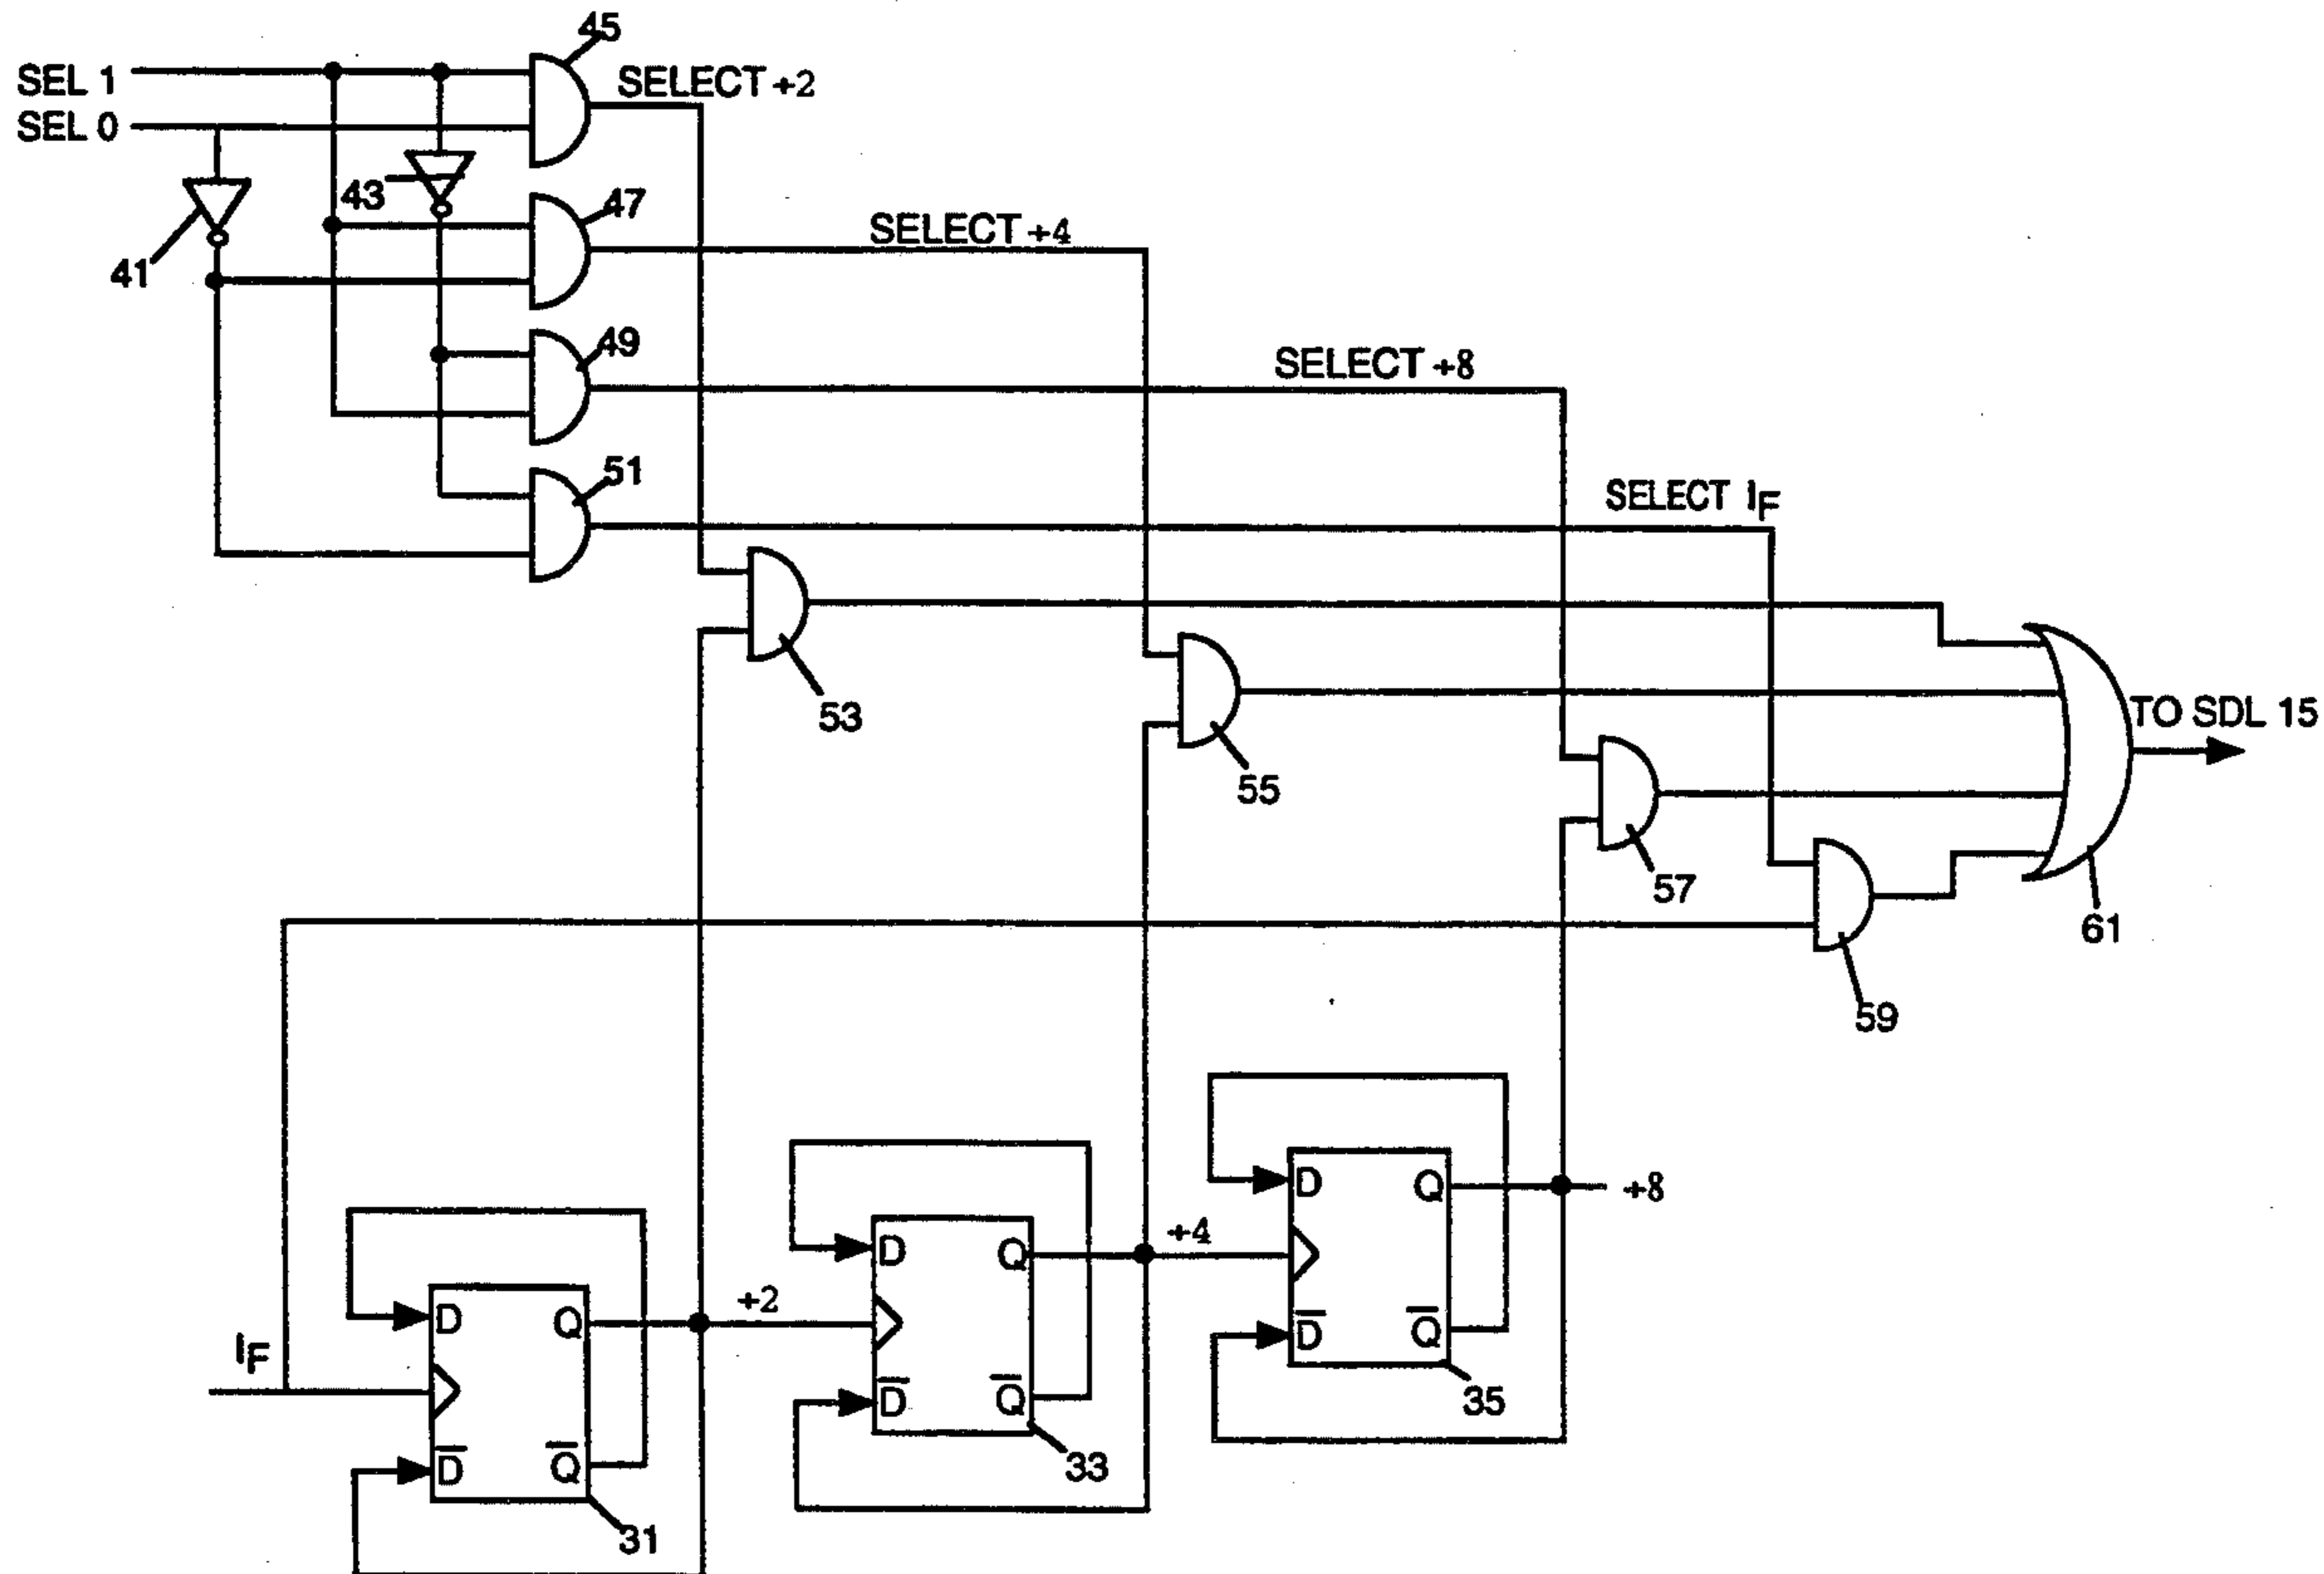 45
SEL 1
SELECT +2
SEL 0
43
47
41
SELECT +4
49
SELECT +8
51
SELECT IF
53
TO SDL 15
55
57
61
59
D
Q
+8
D
Q
+4
D̅
Q̅
35
D
Q
+2
IF
D̅
Q̅
33
D̅
Q̅
31